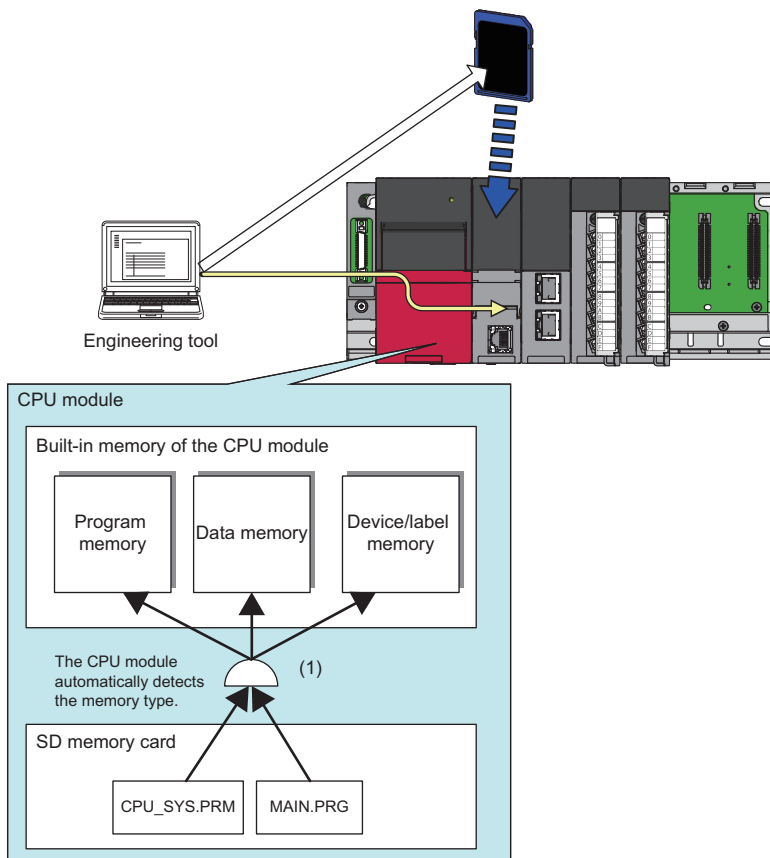 Engineering tool
CPU module
Built-in memory of the CPU module
Program
memory
Data memory
Device/label
memory
The CPU module
automatically detects
the memory type.
(1)
SD memory card
CPU_SYS.PRM
MAIN.PRG